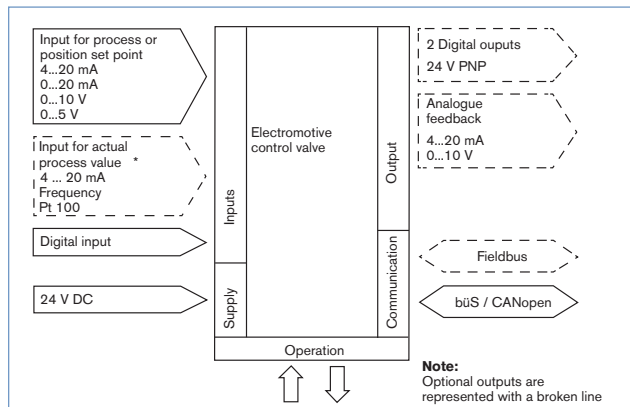 Input for process or
position set point
4...20 mA
0...20 mA
0...10 V
0...5 V
Input for actual
process value *
4 ... 20 mA
Frequency
Pt 100
Digital input
24 V DC
Inputs
Supply
Electromotive
control valve
Output
Communication
Operation
2 Digital ouputs
24 V PNP
Analogue
feedback
4...20 mA
0...10 V
Fieldbus
büS / CANopen
Note:
Optional outputs are
represented with a broken line